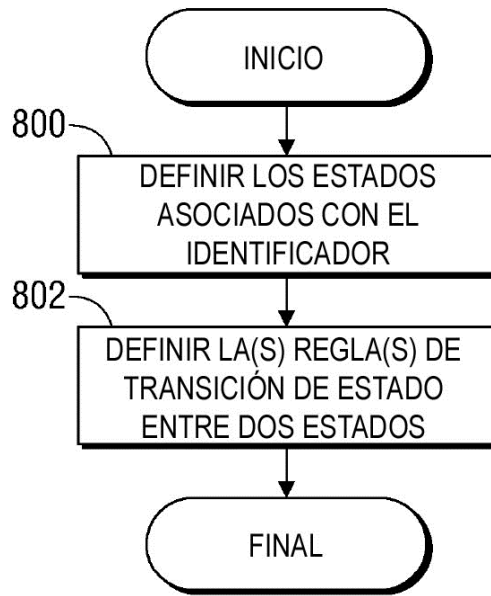 INICIO
800
DEFINIR LOS ESTADOS
ASOCIADOS CON EL
IDENTIFICADOR
802
DEFINIR LA(S) REGLA(S) DE
TRANSICIÓN DE ESTADO
ENTRE DOS ESTADOS
FINAL